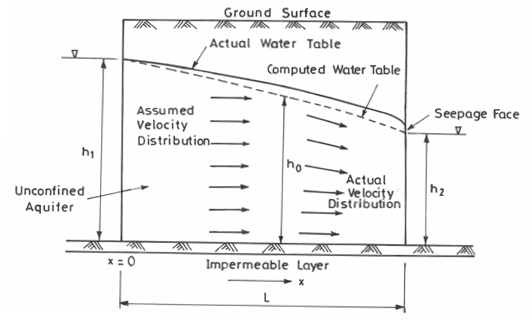 Ground Surface
Actual Water Table
Computed Water Table
Seepage Face
Assumed
Velocity
Distribution
h₁
h₀
h₂
Actual
Velocity
Distribution
Unconfined
Aquifer
x = 0
Impermeable Layer
x
L